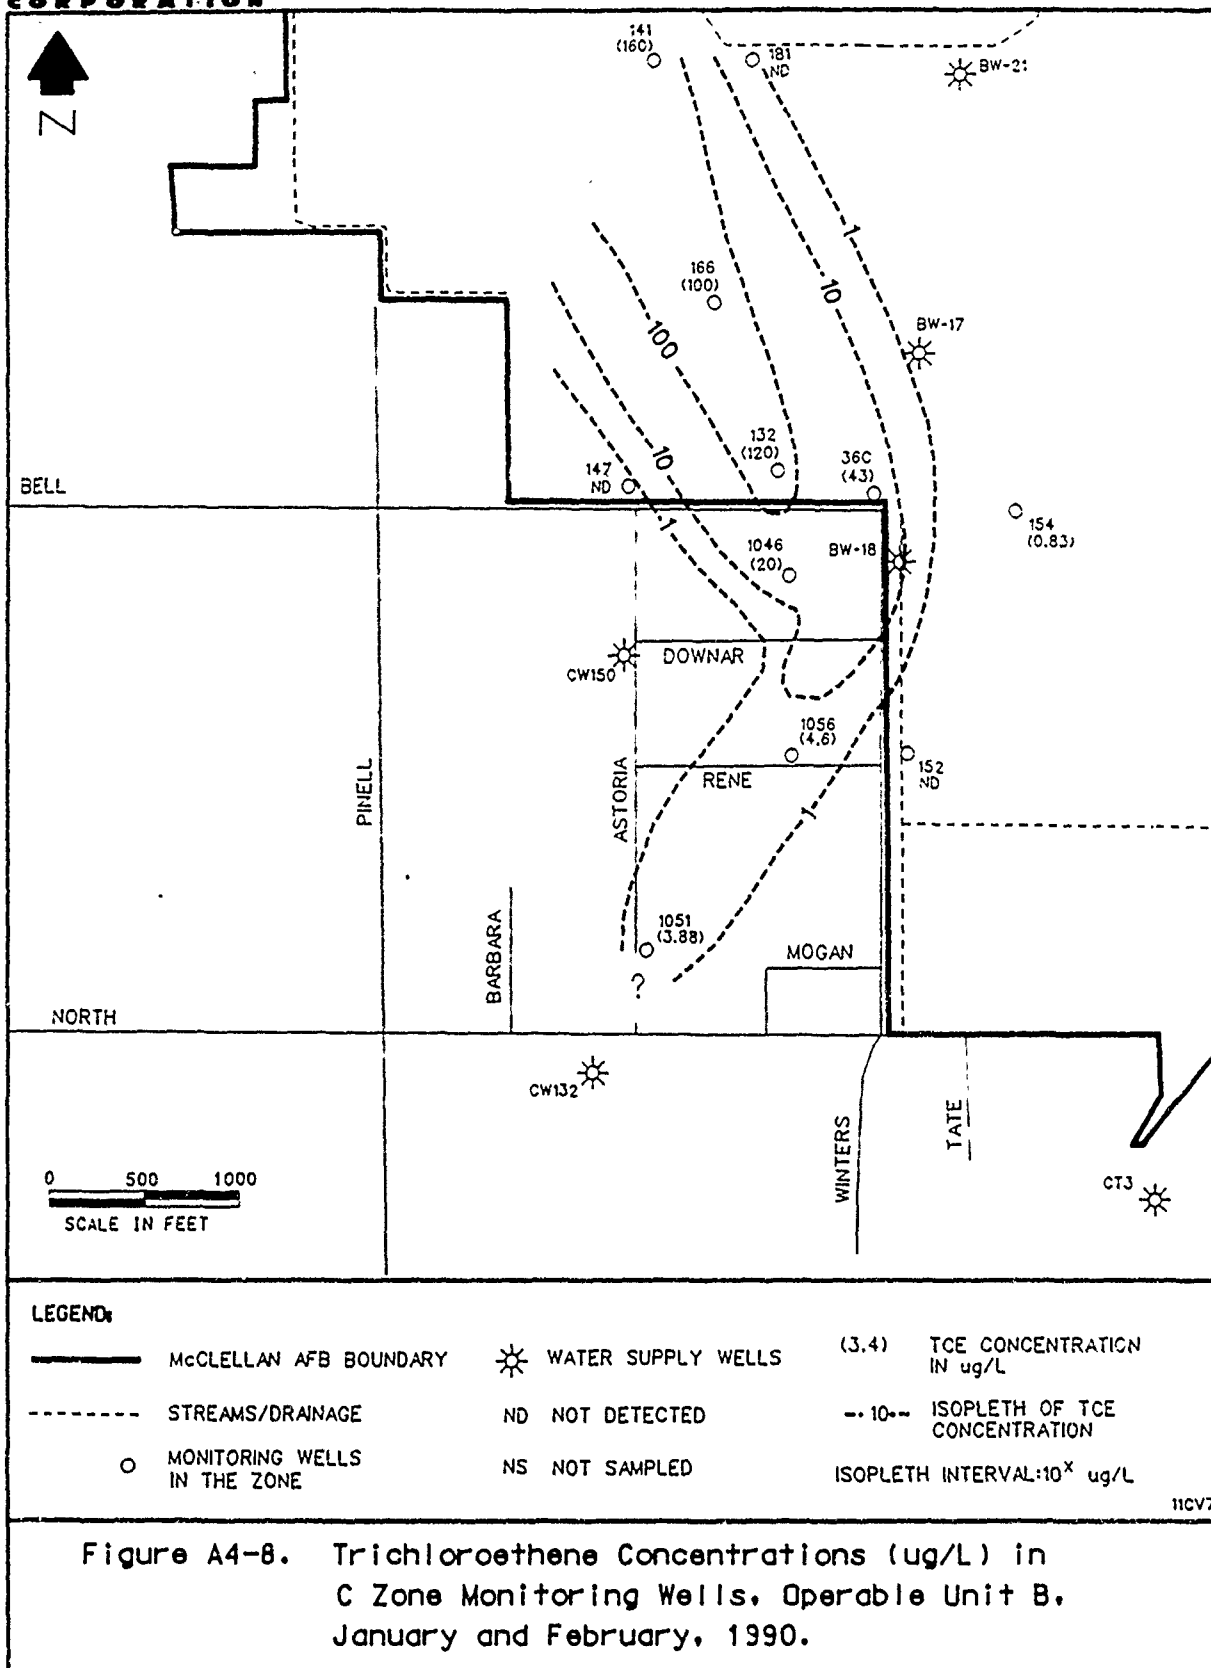 CORPORATION
Z
141
(160)
181
ND
BW-21
1
166
(100)
10
BW-17
100
132
(120)
36C
(43)
10
147
ND
BELL
154
(0.83)
1
1046
(20)
BW-18
DOWNAR
CW150
1056
(4.6)
152
ND
RENE
PINELL
ASTORIA
1
1051
(3.88)
BARBARA
MOGAN
?
NORTH
CW132
WINTERS
TATE
CT3
0 500 1000
SCALE IN FEET
LEGEND:
McCLELLAN AFB BOUNDARY
STREAMS/DRAINAGE
MONITORING WELLS
IN THE ZONE
WATER SUPPLY WELLS
ND NOT DETECTED
NS NOT SAMPLED
(3.4) TCE CONCENTRATION
IN ug/L
10 ISOPLETH OF TCE
CONCENTRATION
ISOPLETH INTERVAL:10ˣ ug/L
11CV7
Figure A4-8. Trichloroethene Concentrations (ug/L) in
C Zone Monitoring Wells, Operable Unit B,
January and February, 1990.